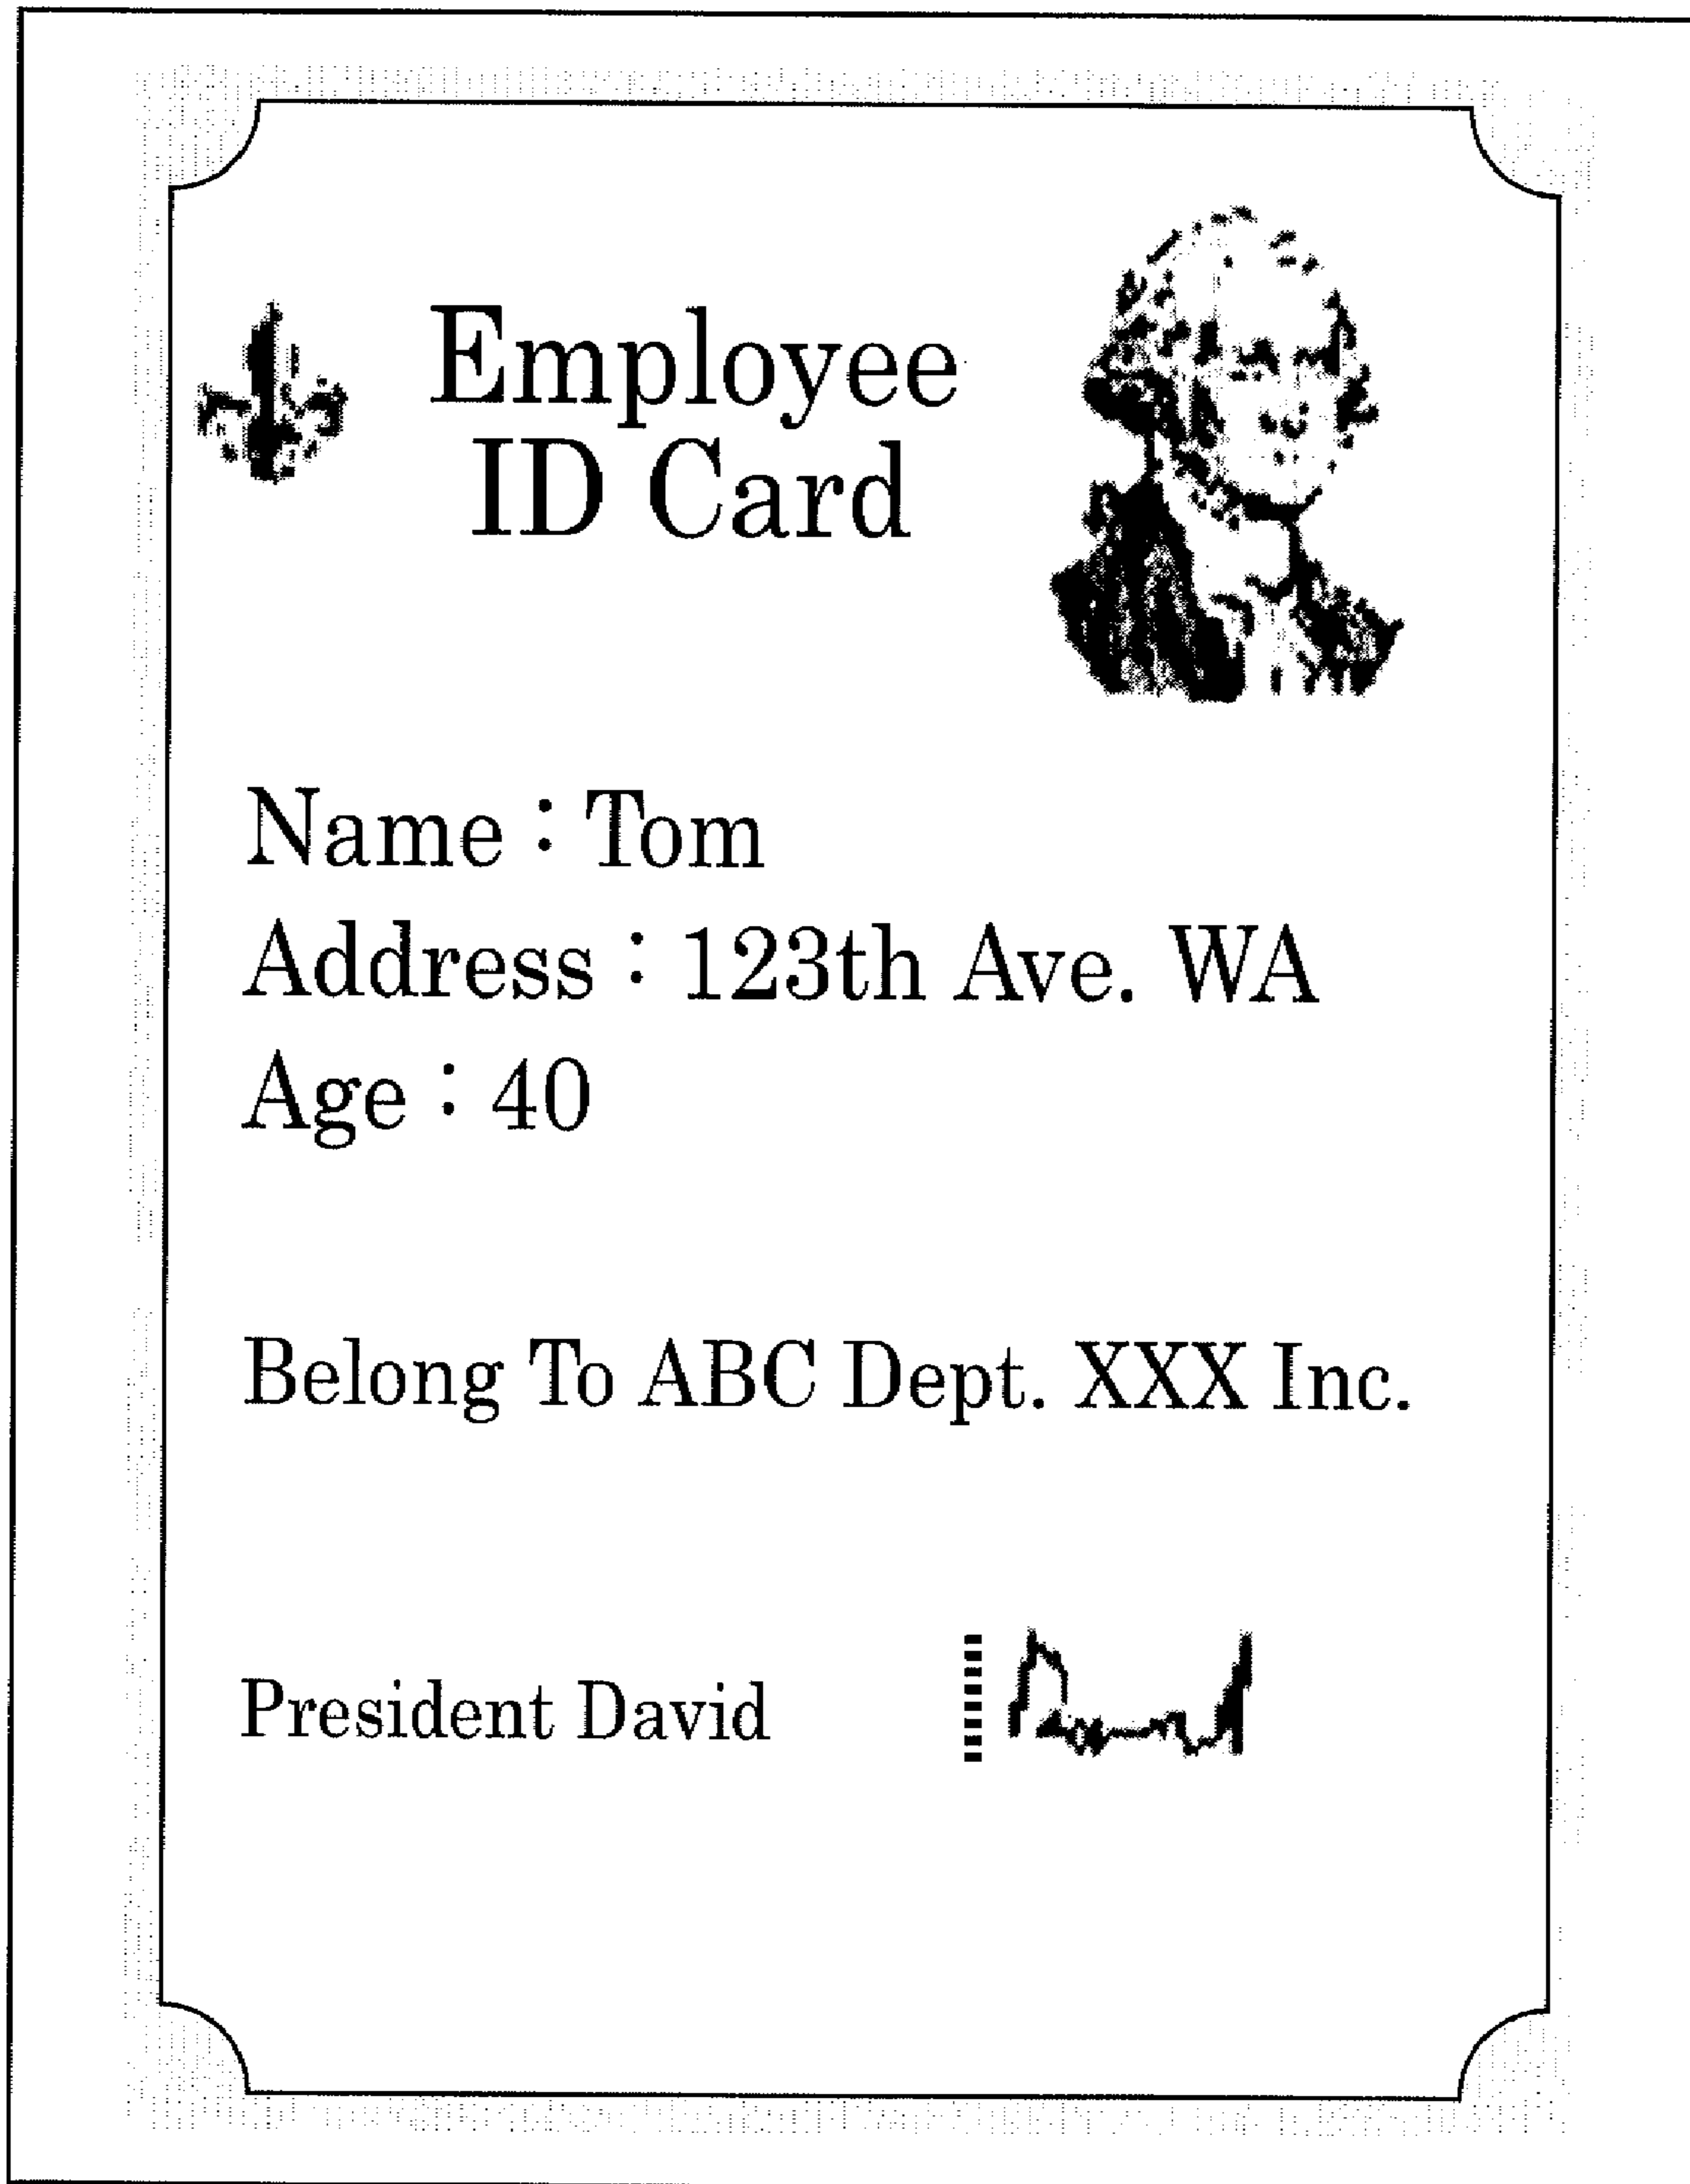 Employee
ID Card
Name : Tom
Address : 123th Ave. WA
Age : 40
Belong To ABC Dept. XXX Inc.
President David